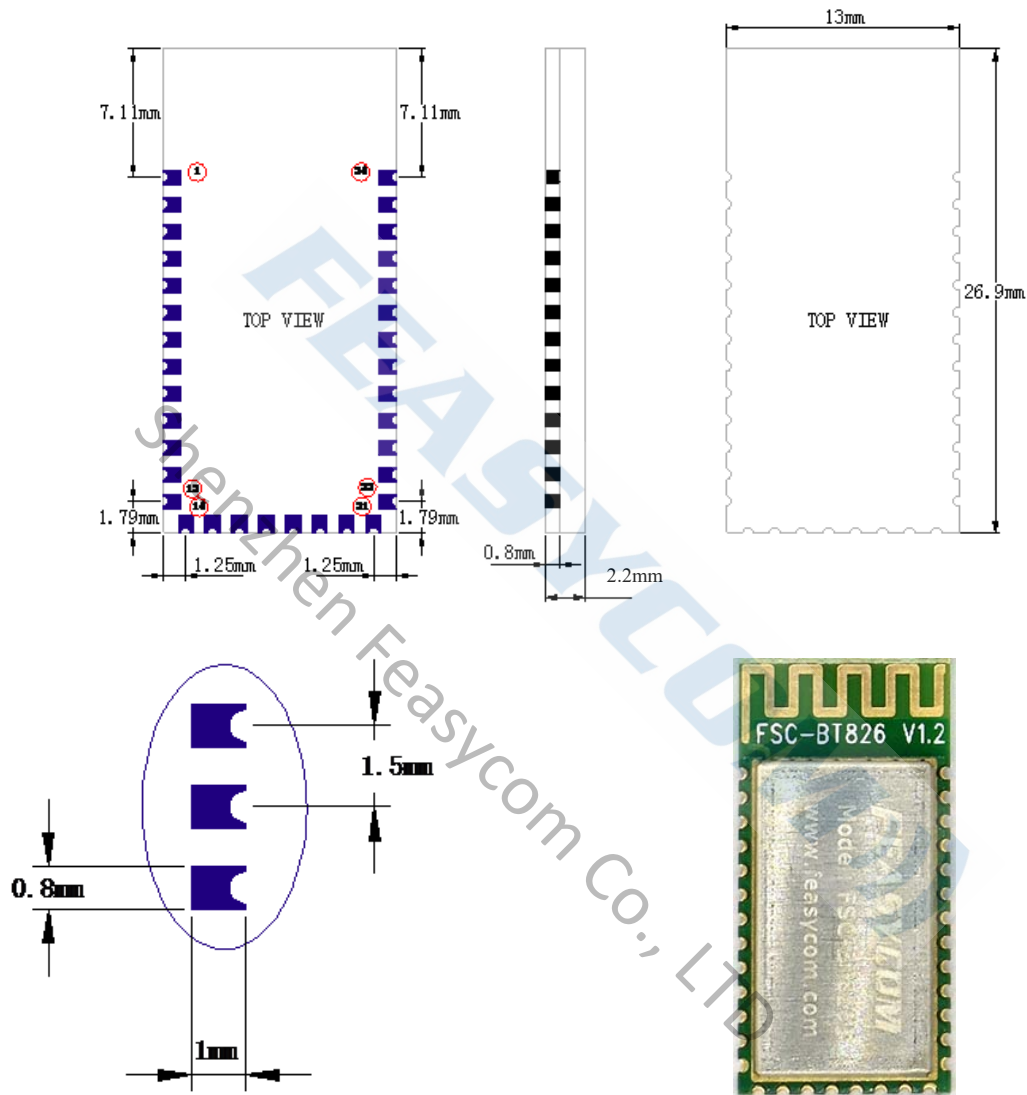 13mm
7.11mm
7.11mm
1
TOP VIEW
TOP VIEW
26.9mm
13
14
21
1.79mm
1.79mm
1.25mm
1.25mm
0.8mm
2.2mm
1.5mm
0.8mm
1mm
FSC-BT826 V1.2
FEASYCOM
www.feasycom.com
FEASYCOM
Shenzhen Feasycom Co., LTD